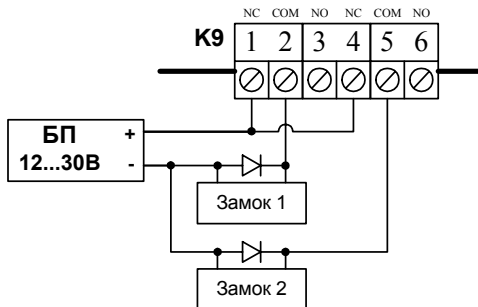 NC COM NO NC COM NO
K9 1 2 3 4 5 6
БП +
12...30В -
Замок 1
Замок 2